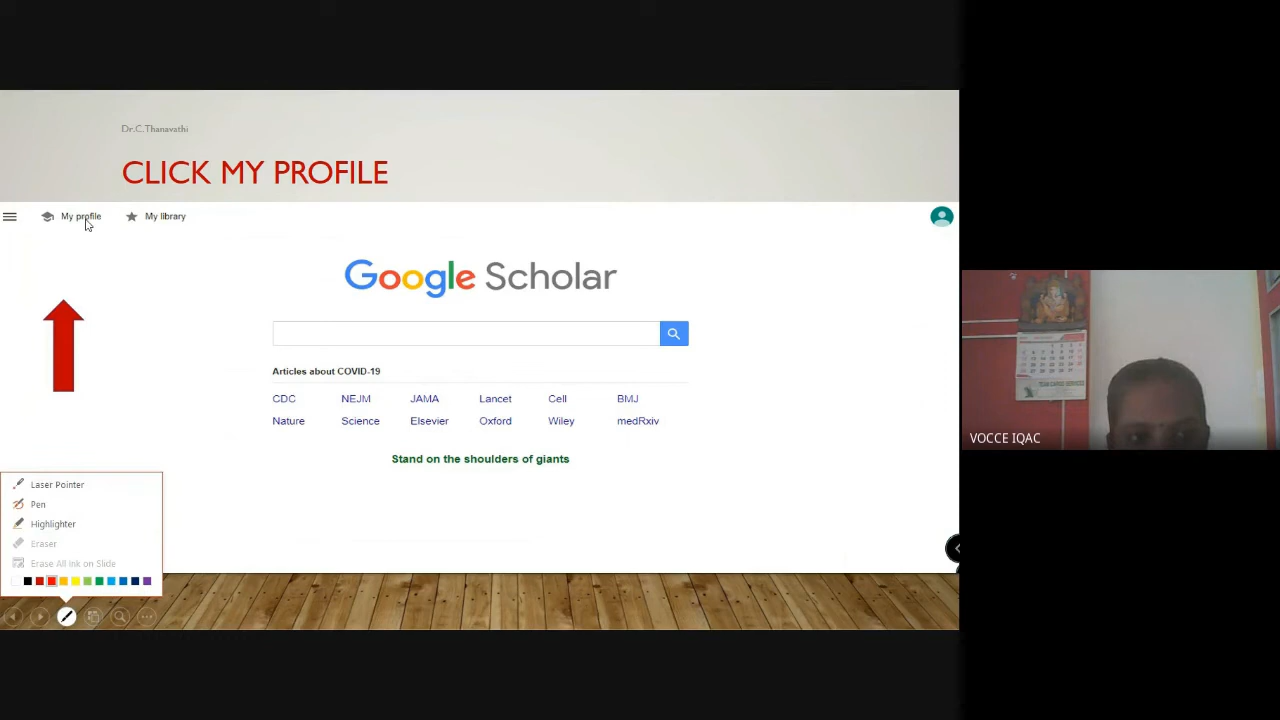 Dr.C.Thanavathi
CLICK MY PROFILE
My profile My library
Google Scholar
Articles about COVID-19
CDC NEJM JAMA Lancet Cell BMJ
Nature Science Elsevier Oxford Wiley medRxiv
Stand on the shoulders of giants
Laser Pointer
Pen
Highlighter
Eraser
Erase All Ink on Slide
VOCCE IQAC